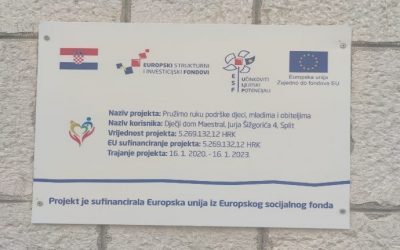 EUROPSKI STRUKTURNI
I INVESTICIJSKI FONDOVI
ESF
UČINKOVITI
LJUDSKI
POTENCIJALI
Europska unija
Zajedno do fondova EU
Naziv projekta: Pružimo ruku podrške djeci, mladima i obiteljima
Naziv korisnika: Dječji dom Maestral, Jurja Šižgorića 4, Split
Vrijednost projekta: 5.269.132,12 HRK
EU sufinanciranje projekta: 5.269.132,12 HRK
Trajanje projekta: 16. 1. 2020. - 16. 1. 2023.
Projekt je sufinancirala Europska unija iz Europskog socijalnog fonda